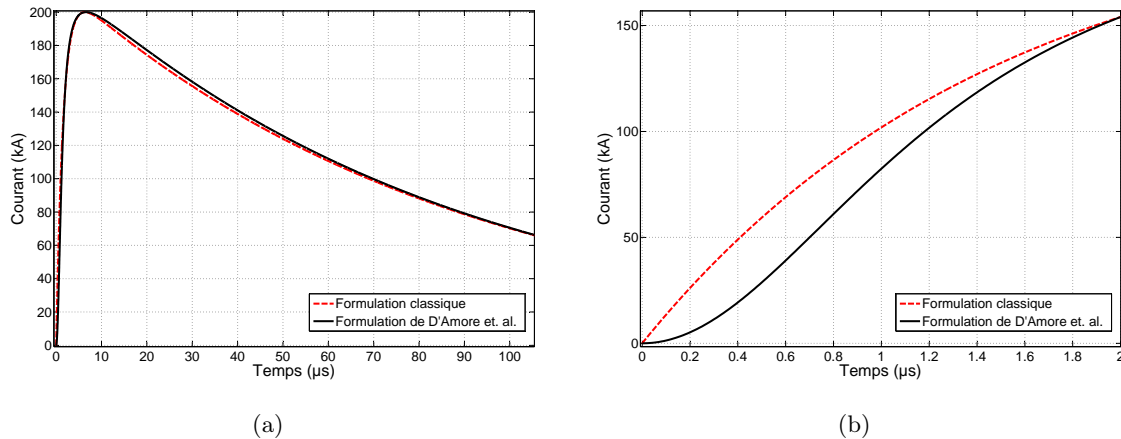 200
180
160
140
120
100
80
60
40
20
0
Courant (kA)
0 10 20 30 40 50 60 70 80 90 100
Temps (µs)
Formulation classique
Formulation de D'Amore et. al.
(a)
150
100
50
0
Courant (kA)
0 0.2 0.4 0.6 0.8 1 1.2 1.4 1.6 1.8 2
Temps (µs)
Formulation classique
Formulation de D'Amore et. al.
(b)